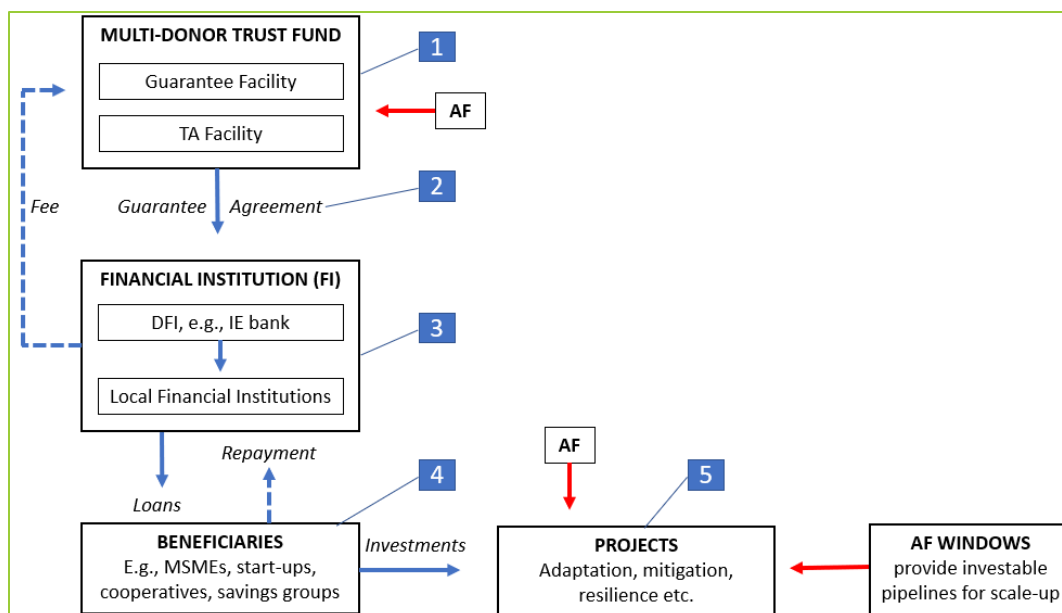 MULTI-DONOR TRUST FUND
1
Guarantee Facility
AF
TA Facility
2
Fee
Guarantee
Agreement
FINANCIAL INSTITUTION (FI)
DFI, e.g., IE bank
3
Local Financial Institutions
Repayment
AF
4
5
Loans
BENEFICIARIES
E.g., MSMEs, start-ups,
cooperatives, savings groups
Investments
PROJECTS
Adaptation, mitigation,
resilience etc.
AF WINDOWS
provide investable
pipelines for scale-up